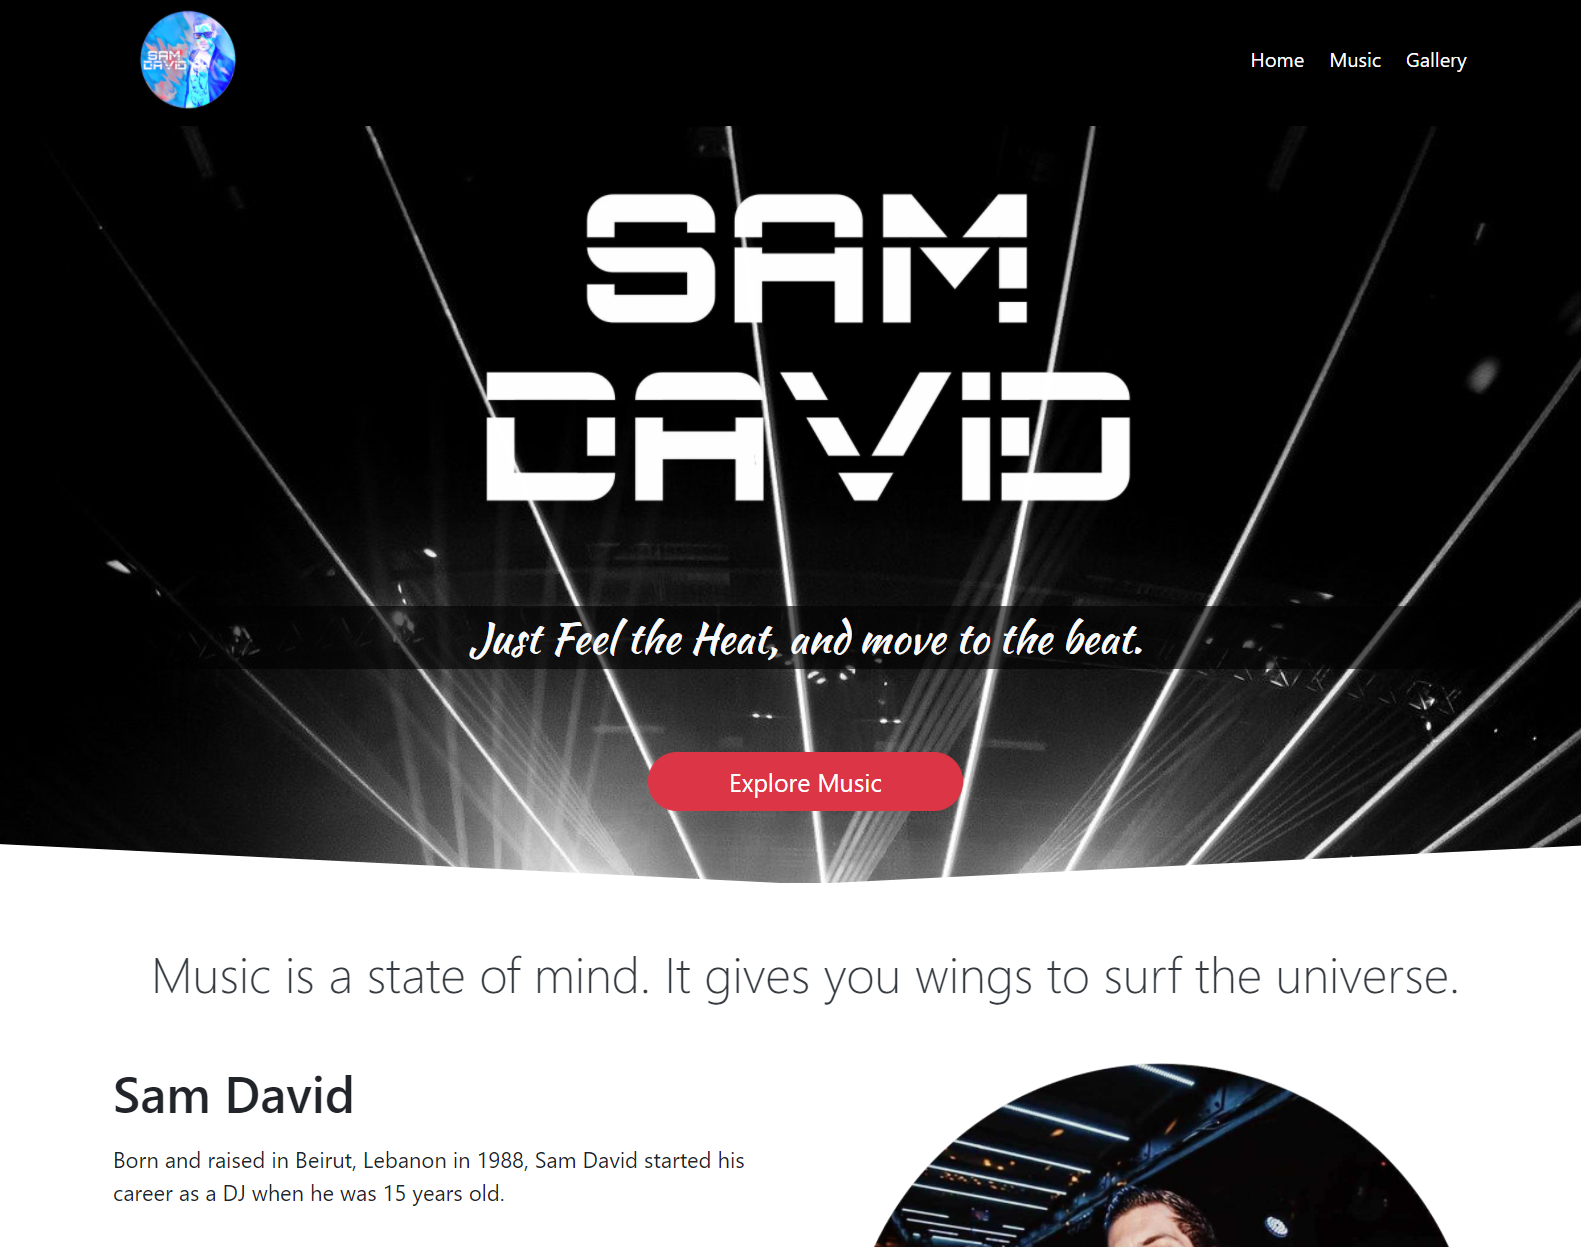 SAM
DAVID
Home Music Gallery
SAM
DAVID
Just Feel the Heat, and move to the beat.
Explore Music
Music is a state of mind. It gives you wings to surf the universe.
Sam David
Born and raised in Beirut, Lebanon in 1988, Sam David started his
career as a DJ when he was 15 years old.